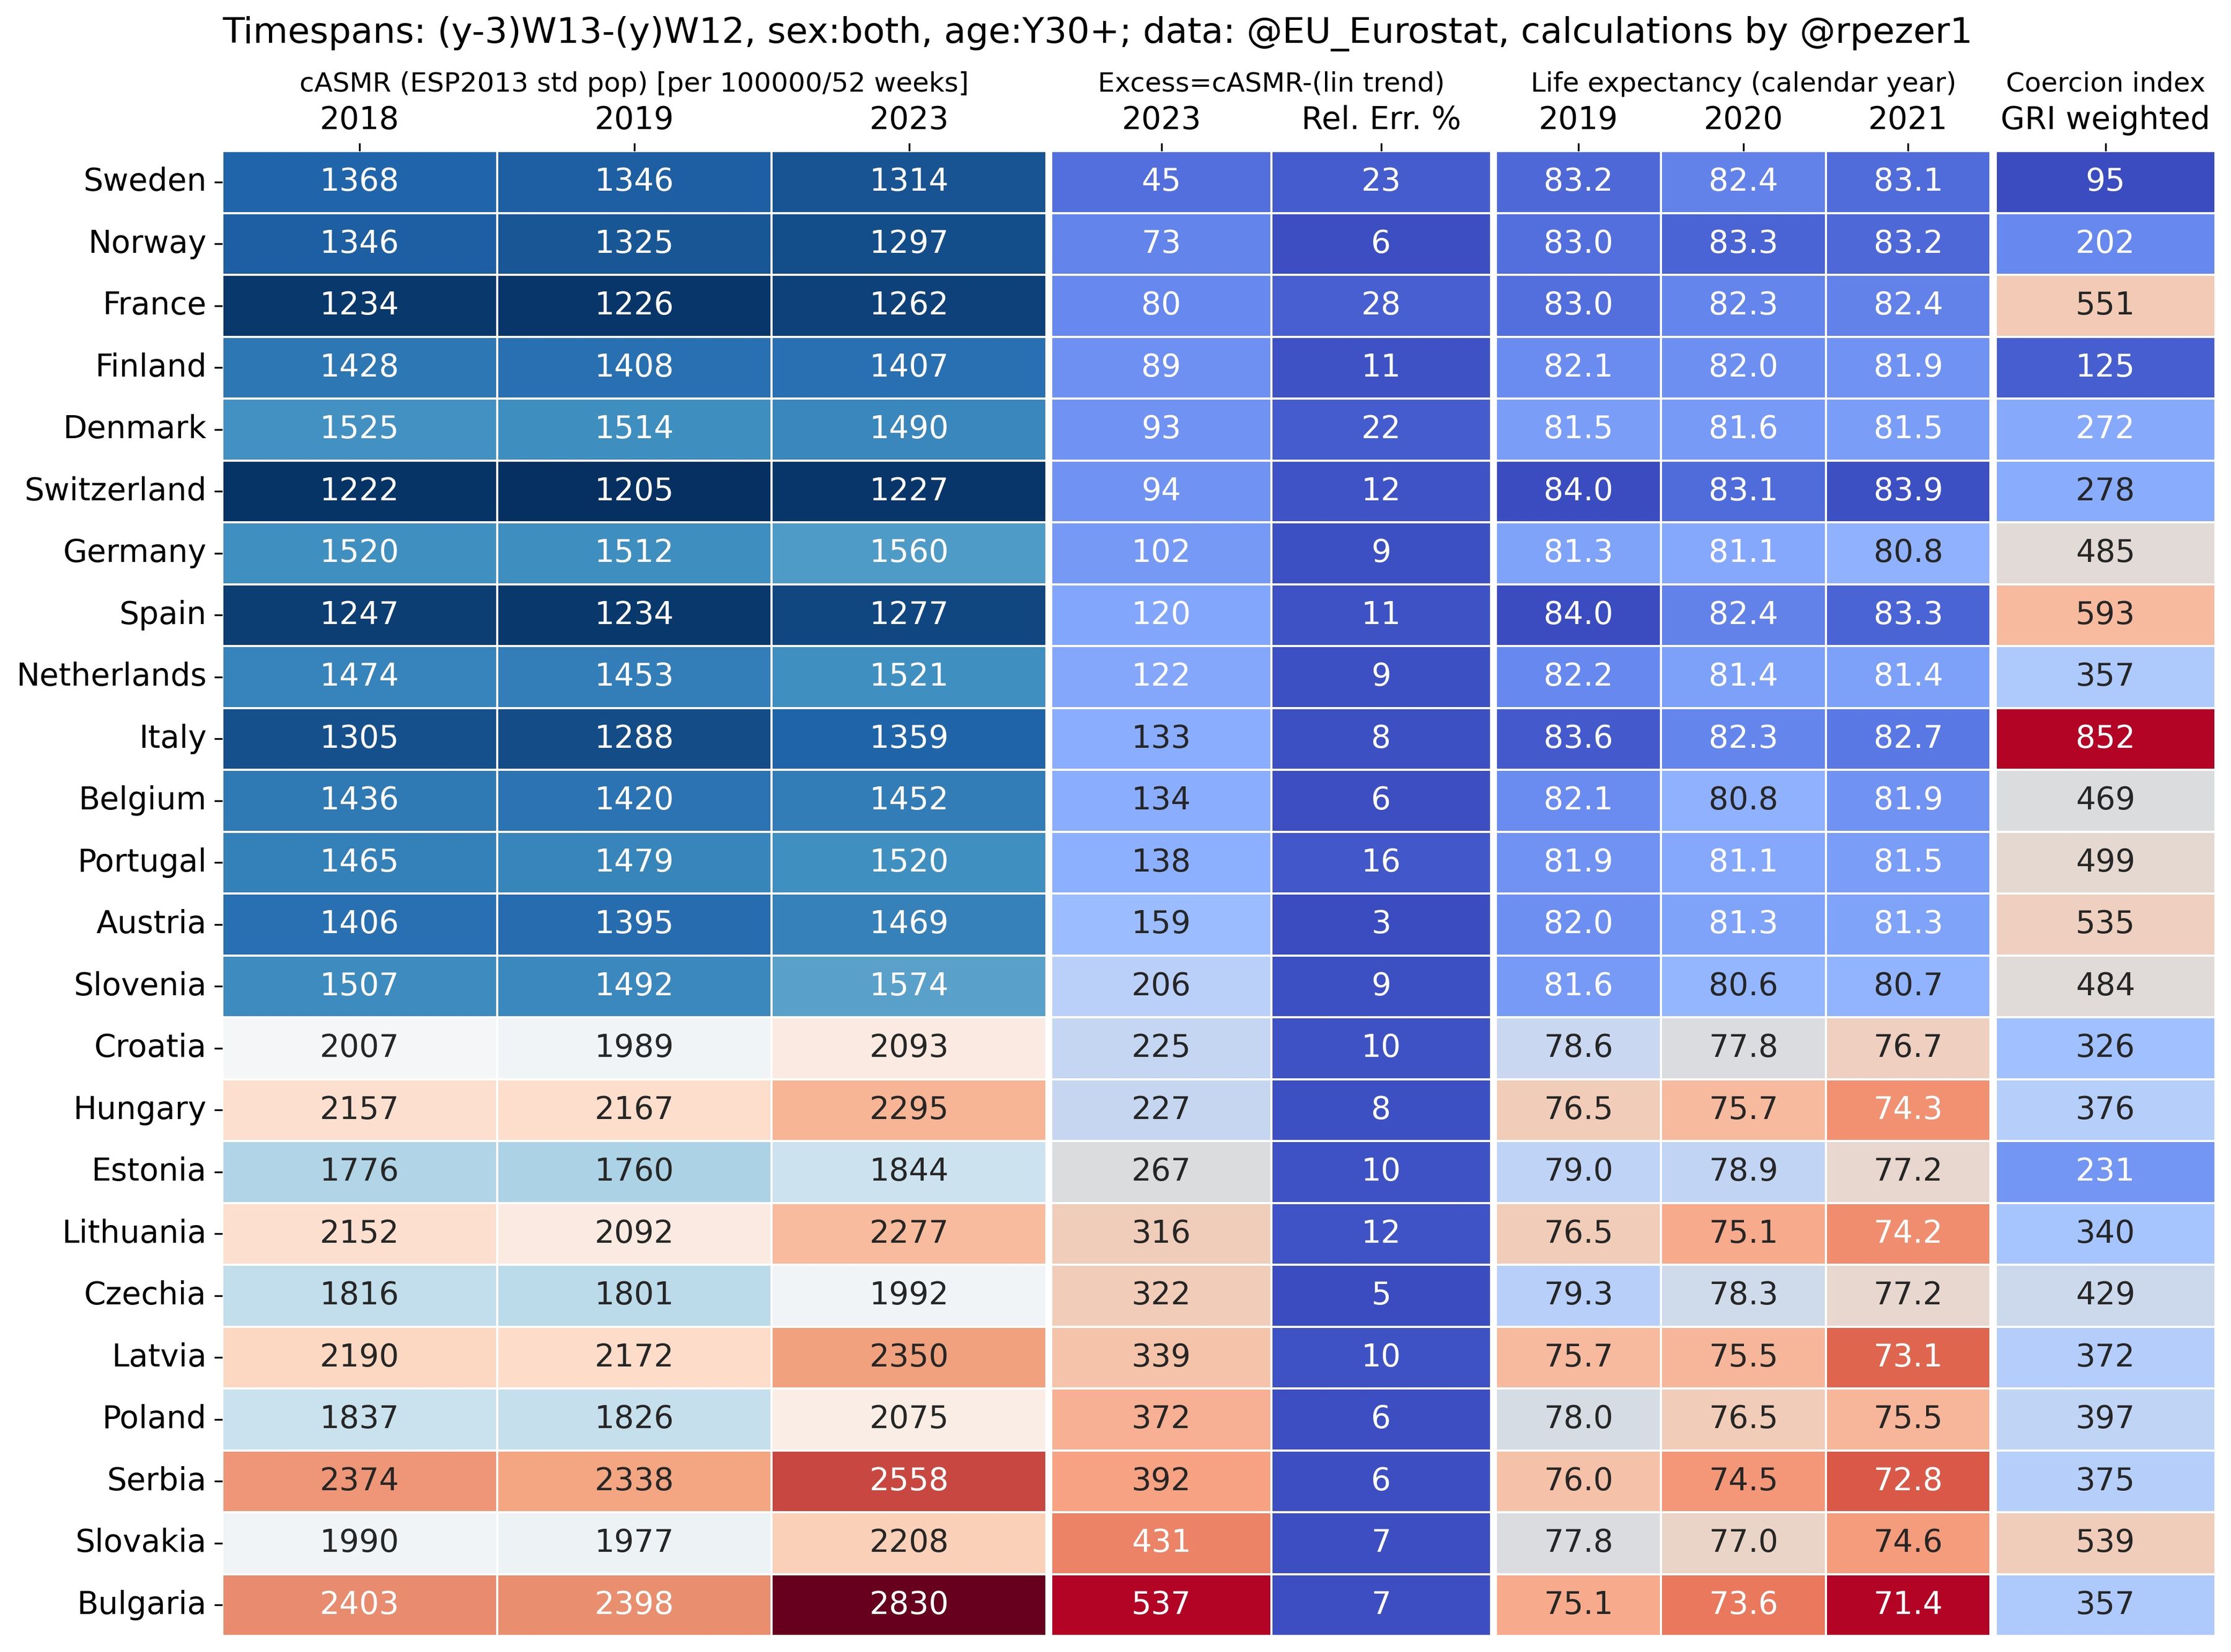 Timespans: (y-3)W13-(y)W12, sex:both, age:Y30+; data: @EU_Eurostat, calculations by @rpezer1
cASMR (ESP2013 std pop) [per 100000/52 weeks] Excess=cASMR-(lin trend) Life expectancy (calendar year) Coercion index
2018 2019 2023 2023 Rel. Err. % 2019 2020 2021 GRI weighted
Sweden 1368 1346 1314 45 23 83.2 82.4 83.1 95
Norway 1346 1325 1297 73 6 83.0 83.3 83.2 202
France 1234 1226 1262 80 28 83.0 82.3 82.4 551
Finland 1428 1408 1407 89 11 82.1 82.0 81.9 125
Denmark 1525 1514 1490 93 22 81.5 81.6 81.5 272
Switzerland 1222 1205 1227 94 12 84.0 83.1 83.9 278
Germany 1520 1512 1560 102 9 81.3 81.1 80.8 485
Spain 1247 1234 1277 120 11 84.0 82.4 83.3 593
Netherlands 1474 1453 1521 122 9 82.2 81.4 81.4 357
Italy 1305 1288 1359 133 8 83.6 82.3 82.7 852
Belgium 1436 1420 1452 134 6 82.1 80.8 81.9 469
Portugal 1465 1479 1520 138 16 81.9 81.1 81.5 499
Austria 1406 1395 1469 159 3 82.0 81.3 81.3 535
Slovenia 1507 1492 1574 206 9 81.6 80.6 80.7 484
Croatia 2007 1989 2093 225 10 78.6 77.8 76.7 326
Hungary 2157 2167 2295 227 8 76.5 75.7 74.3 376
Estonia 1776 1760 1844 267 10 79.0 78.9 77.2 231
Lithuania 2152 2092 2277 316 12 76.5 75.1 74.2 340
Czechia 1816 1801 1992 322 5 79.3 78.3 77.2 429
Latvia 2190 2172 2350 339 10 75.7 75.5 73.1 372
Poland 1837 1826 2075 372 6 78.0 76.5 75.5 397
Serbia 2374 2338 2558 392 6 76.0 74.5 72.8 375
Slovakia 1990 1977 2208 431 7 77.8 77.0 74.6 539
Bulgaria 2403 2398 2830 537 7 75.1 73.6 71.4 357